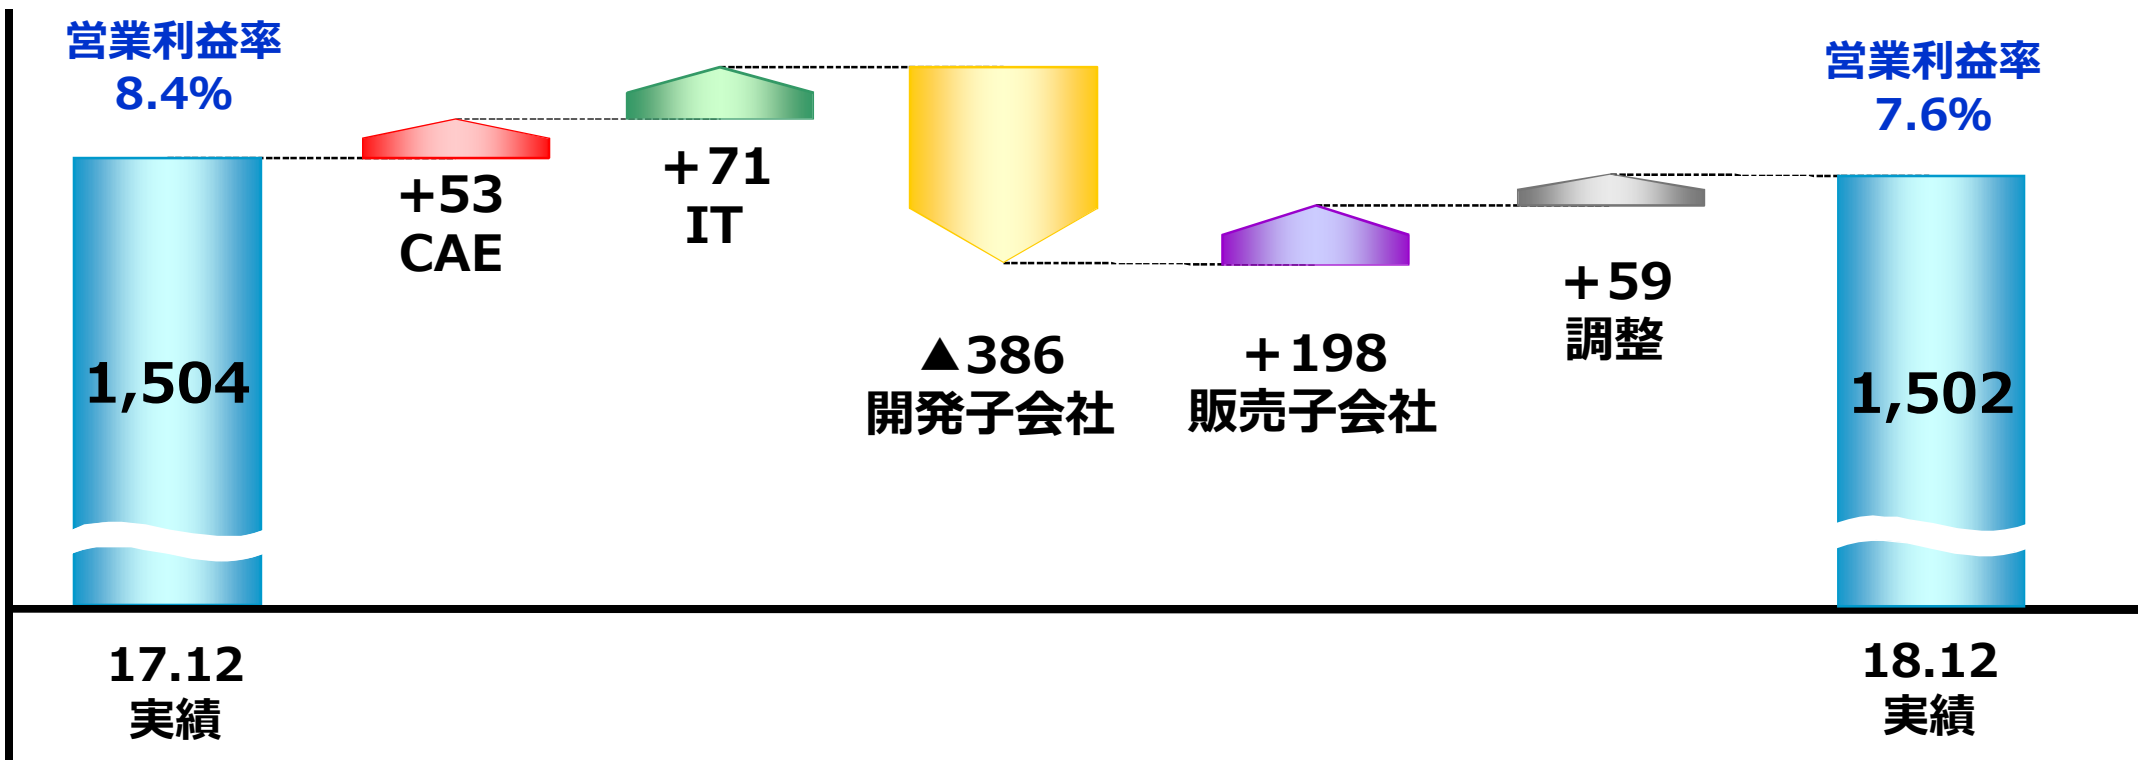 営業利益率
8.4%
1,504
17.12
実績
+53
CAE
＋71
IT
▲386
開発子会社
＋198
販売子会社
＋59
調整
営業利益率
7.6%
1,502
18.12
実績